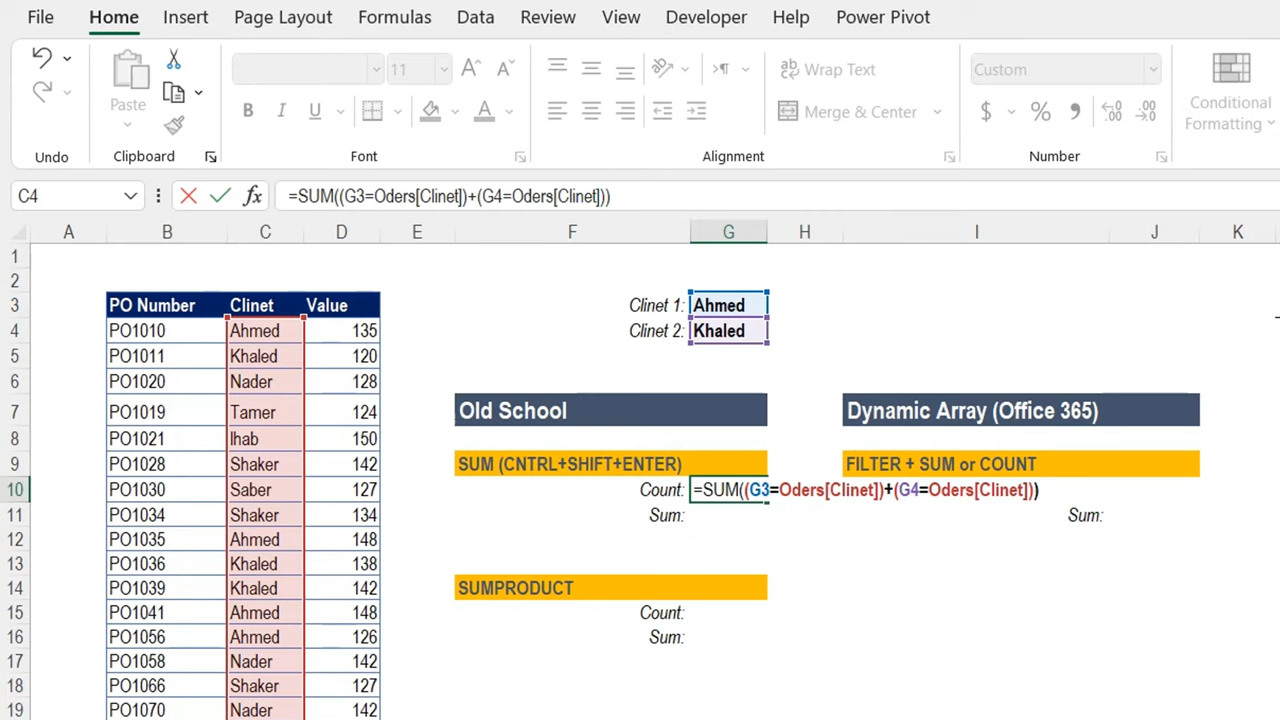 File Home Insert Page Layout Formulas Data Review View Developer Help Power Pivot
11 Wrap Text Custom
Paste B I U Merge & Center $ % Conditional
Formatting
Undo Clipboard Font Alignment Number
C4 fx =SUM((G3=Oders[Clinet])+(G4=Oders[Clinet]))
A B C D E F G H I J K
1
2
3 PO Number Clinet Value Clinet 1: Ahmed
4 PO1010 Ahmed 135 Clinet 2: Khaled
5 PO1011 Khaled 120
6 PO1020 Nader 128
7 PO1019 Tamer 124 Old School Dynamic Array (Office 365)
8 PO1021 Ihab 150
9 PO1028 Shaker 142 SUM (CNTRL+SHIFT+ENTER) FILTER + SUM or COUNT
10 PO1030 Saber 127 Count: =SUM((G3=Oders[Clinet])+(G4=Oders[Clinet]))
11 PO1034 Shaker 134 Sum: Sum:
12 PO1035 Ahmed 148
13 PO1036 Khaled 138
14 PO1039 Khaled 142 SUMPRODUCT
15 PO1041 Ahmed 148 Count:
16 PO1056 Ahmed 126 Sum:
17 PO1058 Nader 142
18 PO1066 Shaker 127
19 PO1070 Nader 142